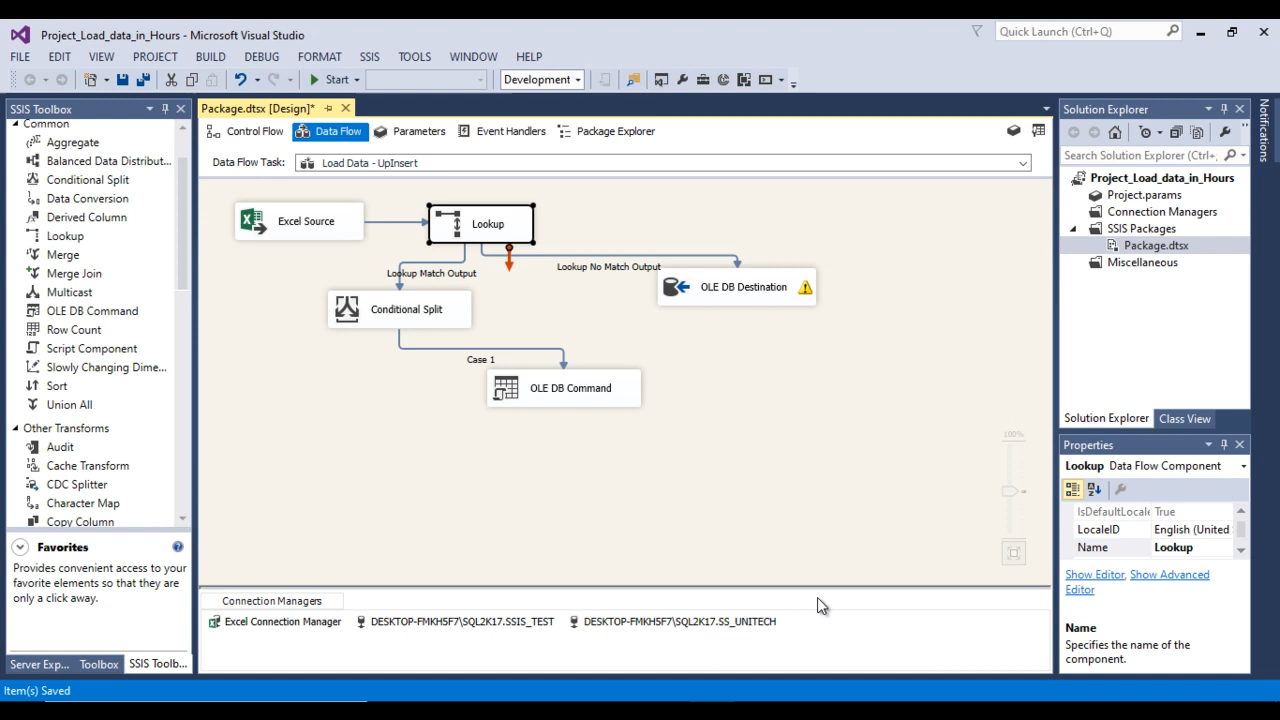 Project_Load_data_in_Hours - Microsoft Visual Studio
Quick Launch (Ctrl+Q)
FILE EDIT VIEW PROJECT BUILD DEBUG FORMAT SSIS TOOLS WINDOW HELP
Start
Development
SSIS Toolbox
Common
Aggregate
Balanced Data Distribut...
Conditional Split
Data Conversion
Derived Column
Lookup
Merge
Merge Join
Multicast
OLE DB Command
Row Count
Script Component
Slowly Changing Dime...
Sort
Union All
Other Transforms
Audit
Cache Transform
CDC Splitter
Character Map
Copy Column
Favorites
Provides convenient access to your
favorite elements so that they are
only a click away.
Server Exp... Toolbox SSIS Toolb...
Package.dtsx [Design]*
Control Flow Data Flow Parameters Event Handlers Package Explorer
Data Flow Task: Load Data - UpInsert
Excel Source
Lookup
Lookup Match Output
Lookup No Match Output
OLE DB Destination
Conditional Split
Case 1
OLE DB Command
100%
Connection Managers
Excel Connection Manager DESKTOP-FMKH5F7\SQL2K17.SSIS_TEST DESKTOP-FMKH5F7\SQL2K17.SS_UNITECH
Solution Explorer
Search Solution Explorer (Ctrl+;
Project_Load_data_in_Hours
Project.params
Connection Managers
SSIS Packages
Package.dtsx
Miscellaneous
Solution Explorer Class View
Properties
Lookup Data Flow Component
IsDefaultLocale True
LocaleID English (United
Name Lookup
Show Editor, Show Advanced
Editor
Name
Specifies the name of the
component.
Notifications
Item(s) Saved